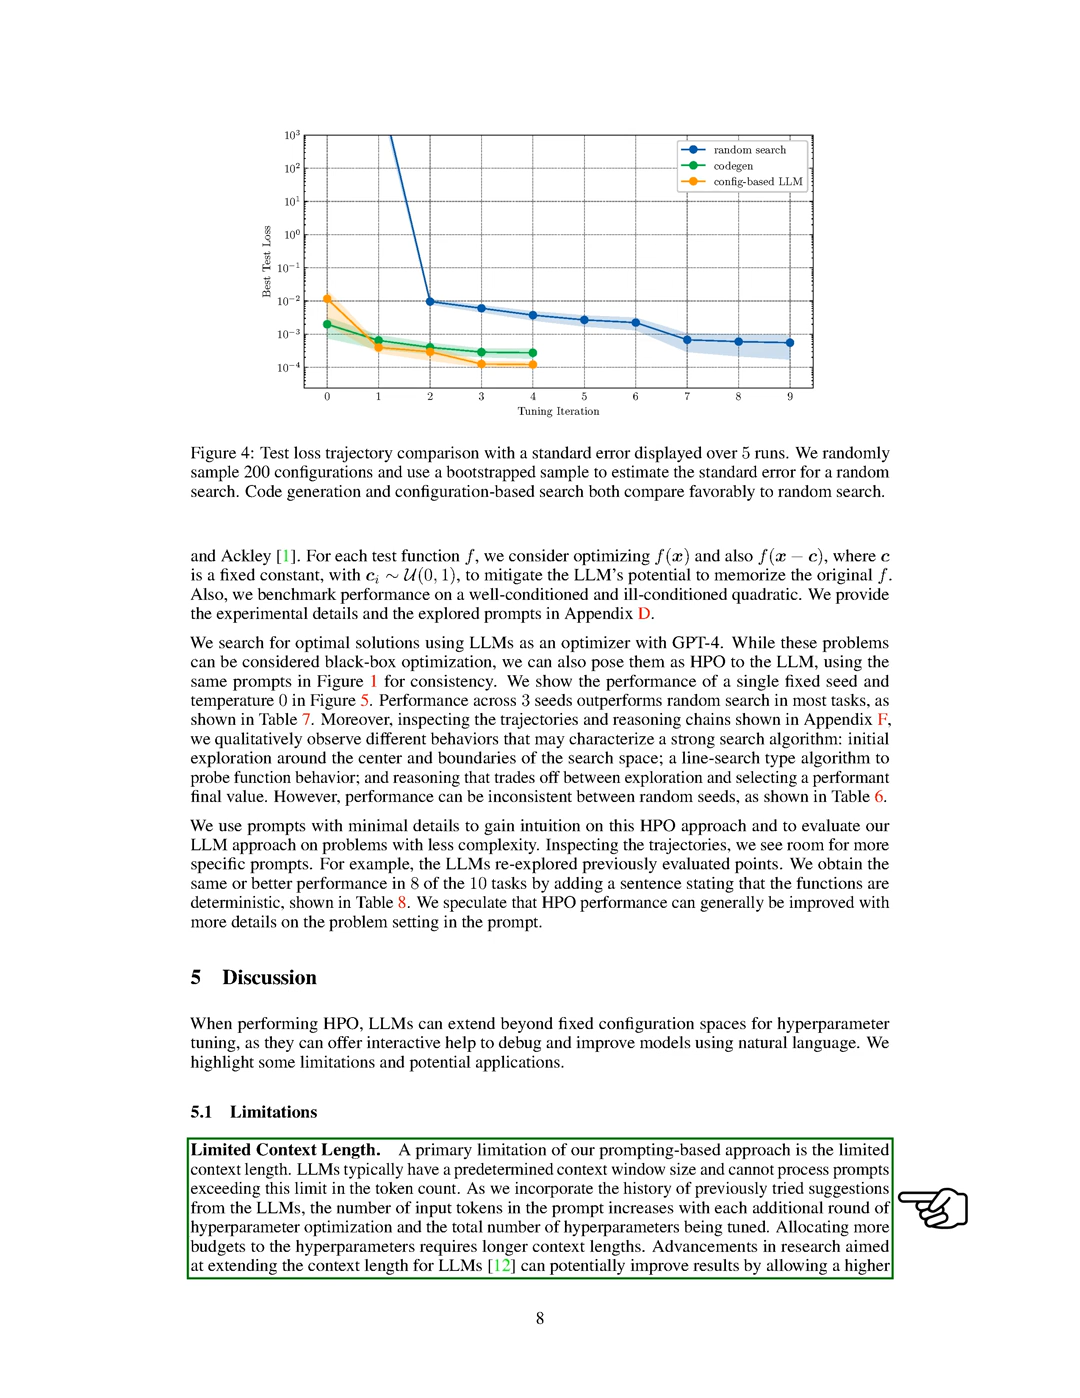 10³
10²
10¹
10⁰
10⁻¹
10⁻²
10⁻³
10⁻⁴
Best Test Loss
random search
codegen
config-based LLM
0 1 2 3 4 5 6 7 8 9
Tuning Iteration
Figure 4: Test loss trajectory comparison with a standard error displayed over 5 runs. We randomly
sample 200 configurations and use a bootstrapped sample to estimate the standard error for a random
search. Code generation and configuration-based search both compare favorably to random search.
and Ackley [1]. For each test function f, we consider optimizing f(x) and also f(x − c), where c
is a fixed constant, with cᵢ ∼ U(0, 1), to mitigate the LLM's potential to memorize the original f.
Also, we benchmark performance on a well-conditioned and ill-conditioned quadratic. We provide
the experimental details and the explored prompts in Appendix D.
We search for optimal solutions using LLMs as an optimizer with GPT-4. While these problems
can be considered black-box optimization, we can also pose them as HPO to the LLM, using the
same prompts in Figure 1 for consistency. We show the performance of a single fixed seed and
temperature 0 in Figure 5. Performance across 3 seeds outperforms random search in most tasks, as
shown in Table 7. Moreover, inspecting the trajectories and reasoning chains shown in Appendix F,
we qualitatively observe different behaviors that may characterize a strong search algorithm: initial
exploration around the center and boundaries of the search space; a line-search type algorithm to
probe function behavior; and reasoning that trades off between exploration and selecting a performant
final value. However, performance can be inconsistent between random seeds, as shown in Table 6.
We use prompts with minimal details to gain intuition on this HPO approach and to evaluate our
LLM approach on problems with less complexity. Inspecting the trajectories, we see room for more
specific prompts. For example, the LLMs re-explored previously evaluated points. We obtain the
same or better performance in 8 of the 10 tasks by adding a sentence stating that the functions are
deterministic, shown in Table 8. We speculate that HPO performance can generally be improved with
more details on the problem setting in the prompt.
5 Discussion
When performing HPO, LLMs can extend beyond fixed configuration spaces for hyperparameter
tuning, as they can offer interactive help to debug and improve models using natural language. We
highlight some limitations and potential applications.
5.1 Limitations
Limited Context Length. A primary limitation of our prompting-based approach is the limited
context length. LLMs typically have a predetermined context window size and cannot process prompts
exceeding this limit in the token count. As we incorporate the history of previously tried suggestions
from the LLMs, the number of input tokens in the prompt increases with each additional round of
hyperparameter optimization and the total number of hyperparameters being tuned. Allocating more
budgets to the hyperparameters requires longer context lengths. Advancements in research aimed
at extending the context length for LLMs [12] can potentially improve results by allowing a higher
8